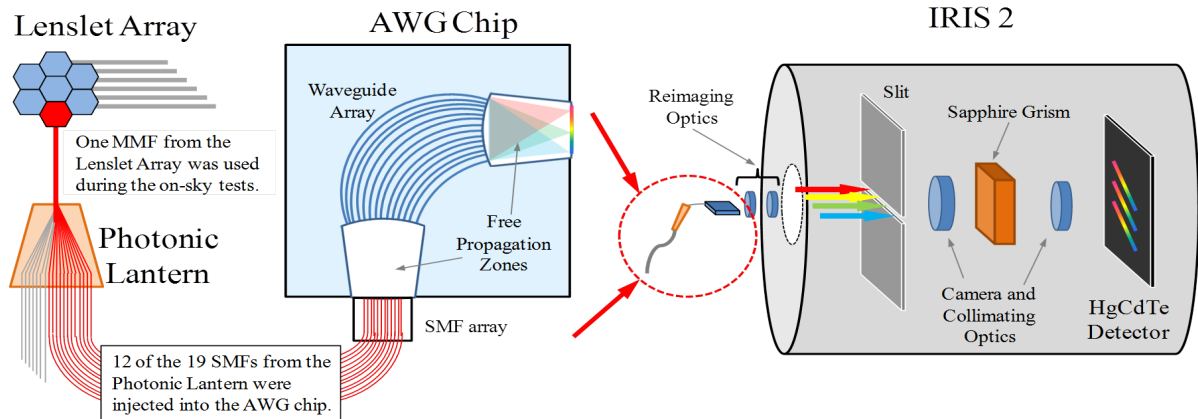 Lenslet Array
One MMF from the
Lenslet Array was used
during the on-sky tests.
Photonic
Lantern
12 of the 19 SMFs from the
Photonic Lantern were
injected into the AWG chip.
AWG Chip
Waveguide
Array
Free
Propagation
Zones
SMF array
Reimaging
Optics
IRIS 2
Slit
Sapphire Grism
Camera and
Collimating
Optics
HgCdTe
Detector